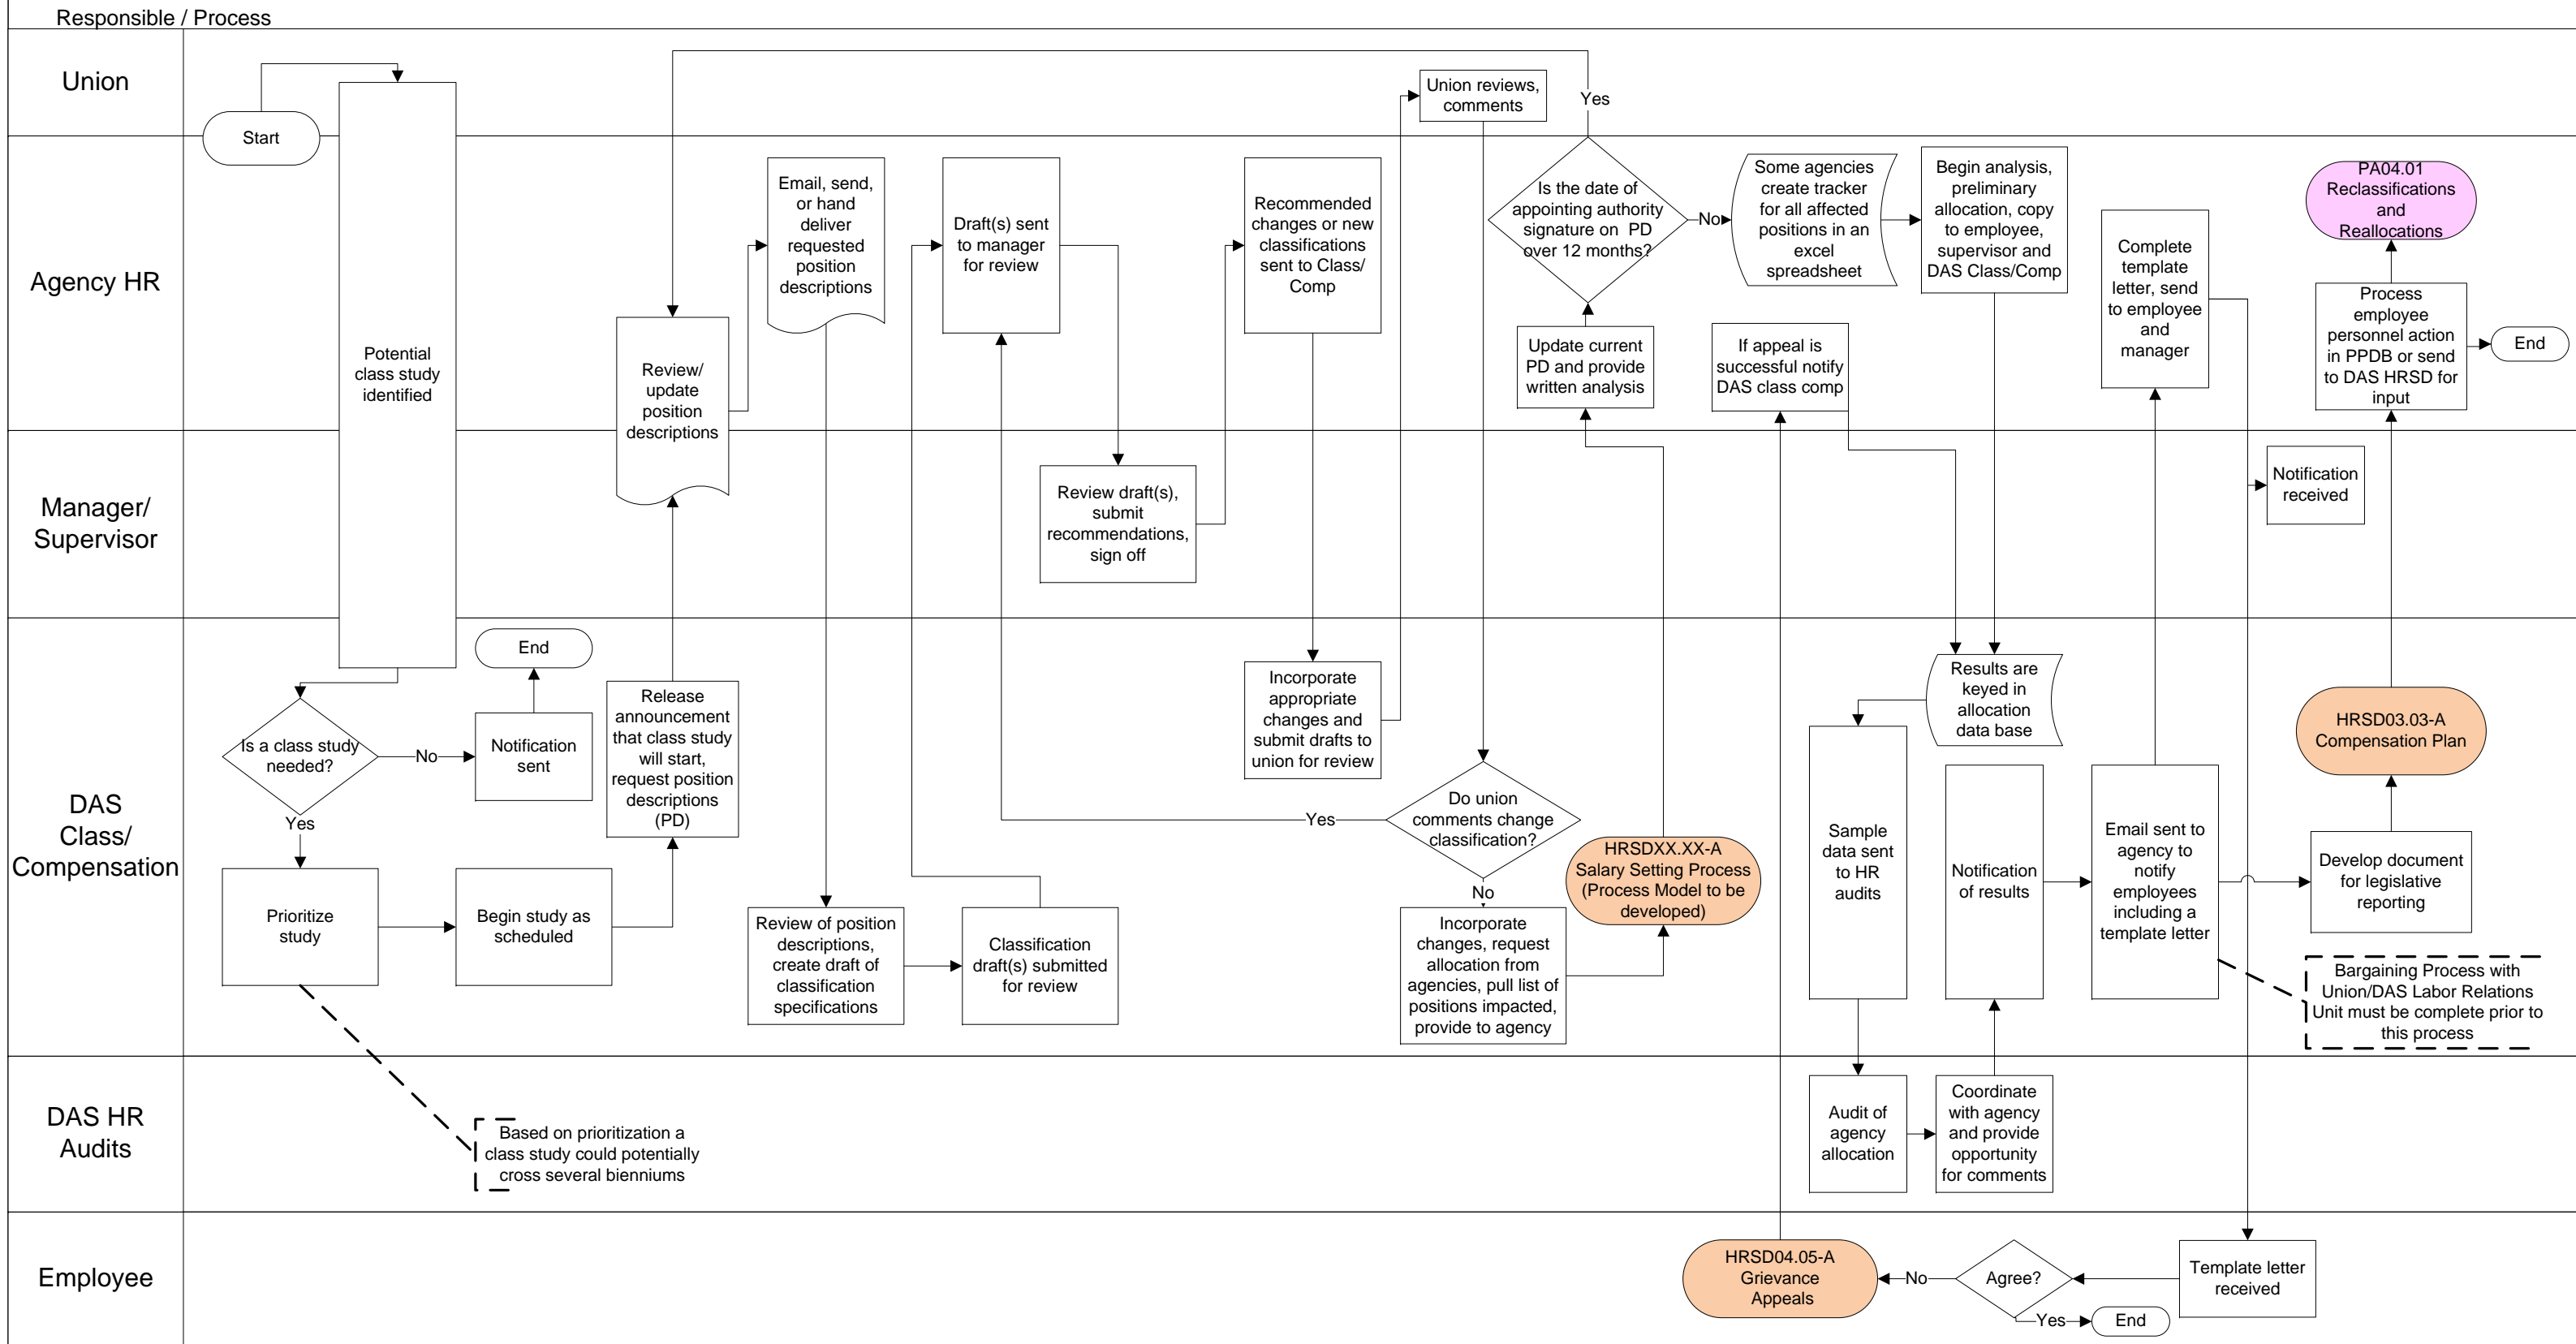 Responsible / Process
Union
Start
Potential
class study
identified
Union reviews,
comments
Yes
Agency HR
Review/
update
position
descriptions
Email, send,
or hand
deliver
requested
position
descriptions
Draft(s) sent
to manager
for review
Recommended
changes or new
classifications
sent to Class/
Comp
Is the date of
appointing authority
signature on PD
over 12 months?
No
Update current
PD and provide
written analysis
Some agencies
create tracker
for all affected
positions in an
excel
spreadsheet
If appeal is
successful notify
DAS class comp
Begin analysis,
preliminary
allocation, copy
to employee,
supervisor and
DAS Class/Comp
Complete
template
letter, send
to employee
and
manager
PA04.01
Reclassifications
and
Reallocations
Process
employee
personnel action
in PPDB or send
to DAS HRSD for
input
End
Manager/
Supervisor
Review draft(s),
submit
recommendations,
sign off
Notification
received
DAS
Class/
Compensation
Is a class study
needed?
No
Yes
Notification
sent
End
Prioritize
study
Begin study as
scheduled
Release
announcement
that class study
will start,
request position
descriptions
(PD)
Review of position
descriptions,
create draft of
classification
specifications
Classification
draft(s) submitted
for review
Incorporate
appropriate
changes and
submit drafts to
union for review
Do union
comments change
classification?
Yes
No
Incorporate
changes, request
allocation from
agencies, pull list of
positions impacted,
provide to agency
HRSDXX.XX-A
Salary Setting Process
(Process Model to be
developed)
Results are
keyed in
allocation
data base
Sample
data sent
to HR
audits
Notification
of results
Email sent to
agency to
notify
employees
including a
template letter
HRSD03.03-A
Compensation Plan
Develop document
for legislative
reporting
Bargaining Process with
Union/DAS Labor Relations
Unit must be complete prior to
this process
DAS HR
Audits
Based on prioritization a
class study could potentially
cross several bienniums
Audit of
agency
allocation
Coordinate
with agency
and provide
opportunity
for comments
Employee
HRSD04.05-A
Grievance
Appeals
No
Agree?
Yes
End
Template letter
received